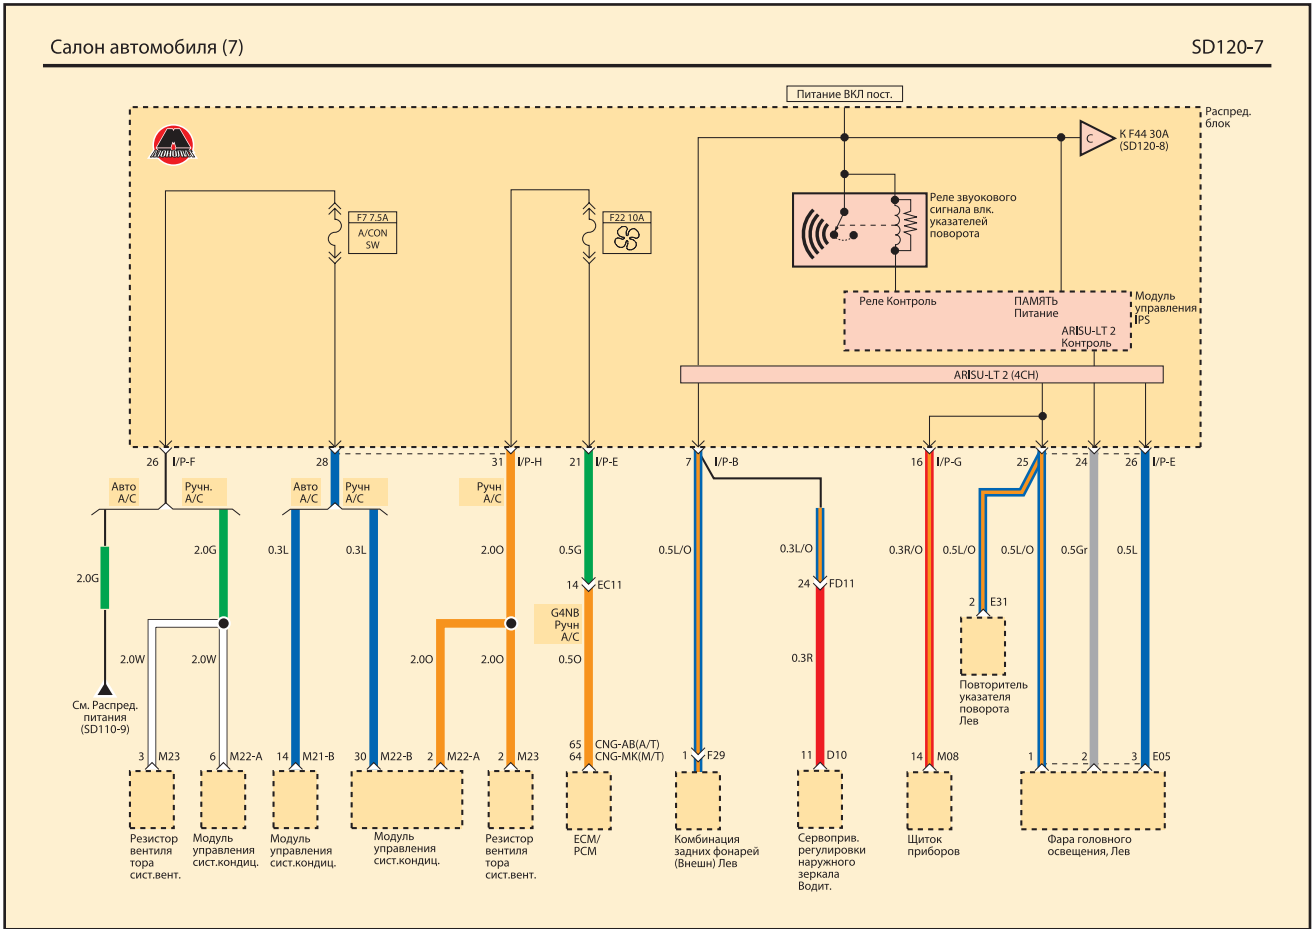 Салон автомобиля (7)
SD120-7
Питание ВКЛ пост.
Распред.
блок
МОНОЛИТ
C
K F44 30A
(SD120-8)
F7 7.5A
A/CON
SW
F22 10A
Реле звуокового
сигнала влк.
указателей
поворота
Реле Контроль
ПАМЯТЬ
Питание
ARISU-LT 2
Контроль
Модуль
управления
IPS
ARISU-LT 2 (4CH)
26 I/P-F
28
31 I/P-H
21 I/P-E
7 I/P-B
16 I/P-G
25
24
26 I/P-E
Авто
A/C
Ручн.
A/C
Авто
A/C
Ручн
A/C
Ручн
A/C
2.0G
2.0G
0.3L
0.3L
2.0O
0.5G
0.5L/O
0.3L/O
0.3R/O
0.5L/O
0.5L/O
0.5Gr
0.5L
14 EC11
24 FD11
2 E31
G4NB
Ручн
A/C
2.0W
2.0W
2.0O
2.0O
0.5O
0.3R
Повторитель
указателя
поворота
Лев
См. Распред.
питания
(SD110-9)
65 CNG-AB(A/T)
64 CNG-MK(M/T)
3 M23
6 M22-A
14 M21-B
30 M22-B
2 M22-A
2 M23
1 F29
11 D10
14 M08
1
2
3 E05
Резистор
вентиля
тора
сист.вент.
Модуль
управления
сист.кондиц.
Модуль
управления
сист.кондиц.
Модуль
управления
сист.кондиц.
Резистор
вентиля
тора
сист.вент.
ECM/
PCM
Комбинация
задних фонарей
(Внешн) Лев
Сервоприв.
регулировки
наружного
зеркала
Водит.
Щиток
приборов
Фара головного
освещения, Лев